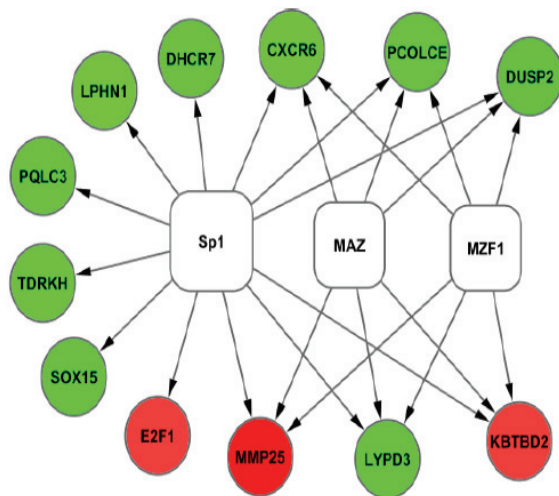 CXCR6
PCOLCE
DHCR7
DUSP2
LPHN1
PQLC3
Sp1
MAZ
MZF1
TDRKH
SOX15
E2F1
MMP25
LYPD3
KBTBD2